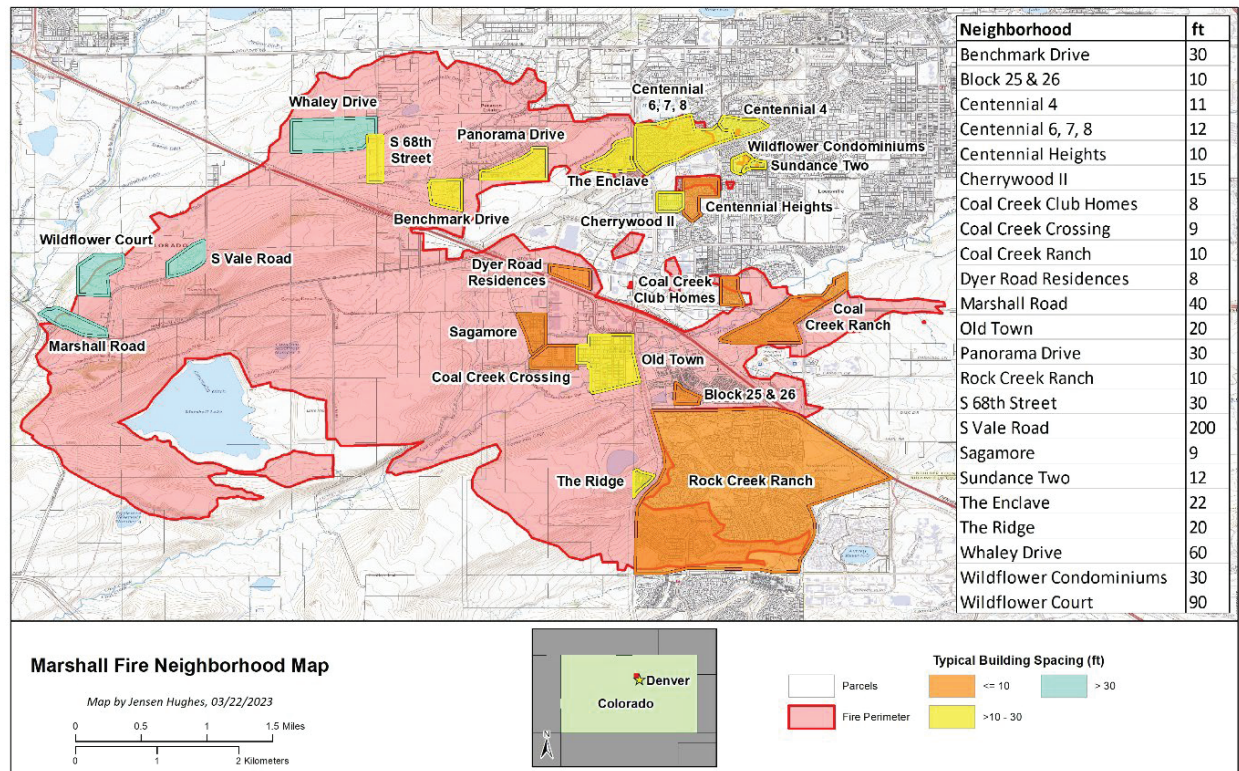 Neighborhood ft
Benchmark Drive 30
Block 25 & 26 10
Centennial 4 11
Centennial 6, 7, 8 12
Centennial Heights 10
Cherrywood II 15
Coal Creek Club Homes 8
Coal Creek Crossing 9
Coal Creek Ranch 10
Dyer Road Residences 8
Marshall Road 40
Old Town 20
Panorama Drive 30
Rock Creek Ranch 10
S 68th Street 30
S Vale Road 200
Sagamore 9
Sundance Two 12
The Enclave 22
The Ridge 20
Whaley Drive 60
Wildflower Condominiums 30
Wildflower Court 90
Whaley Drive
S 68th
Street
Panorama Drive
Centennial
6, 7, 8
Centennial 4
Wildflower Condominiums
Sundance Two
The Enclave
Benchmark Drive
Cherrywood II
Centennial Heights
Wildflower Court
S Vale Road
Marshall Road
Dyer Road
Residences
Coal Creek
Club Homes
Coal
Creek Ranch
Sagamore
Coal Creek Crossing
Old Town
Block 25 & 26
The Ridge
Rock Creek Ranch
Marshall Lake
Marshall Fire Neighborhood Map
Map by Jensen Hughes, 03/22/2023
0 0.5 1 1.5 Miles
0 1 2 Kilometers
N
Denver
Colorado
Typical Building Spacing (ft)
Parcels
Fire Perimeter
<= 10
>10 - 30
> 30